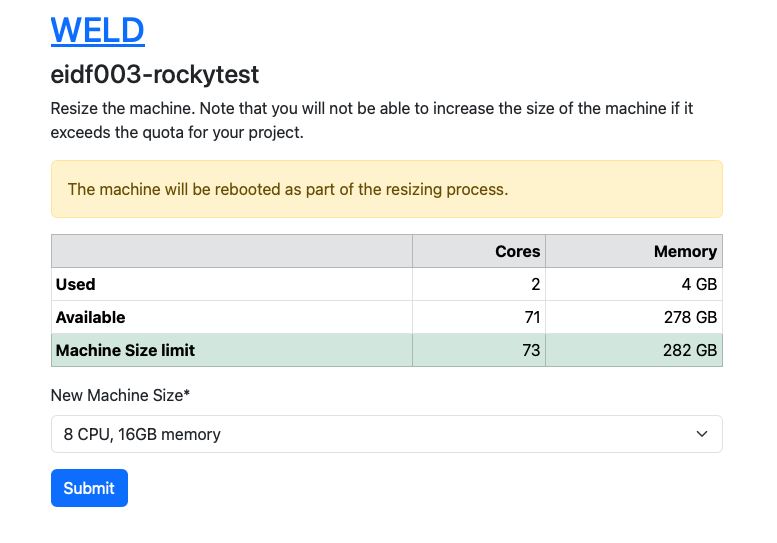 WELD
eidf003-rockytest
Resize the machine. Note that you will not be able to increase the size of the machine if it
exceeds the quota for your project.
The machine will be rebooted as part of the resizing process.
Cores Memory
Used 2 4 GB
Available 71 278 GB
Machine Size limit 73 282 GB
New Machine Size*
8 CPU, 16GB memory
Submit